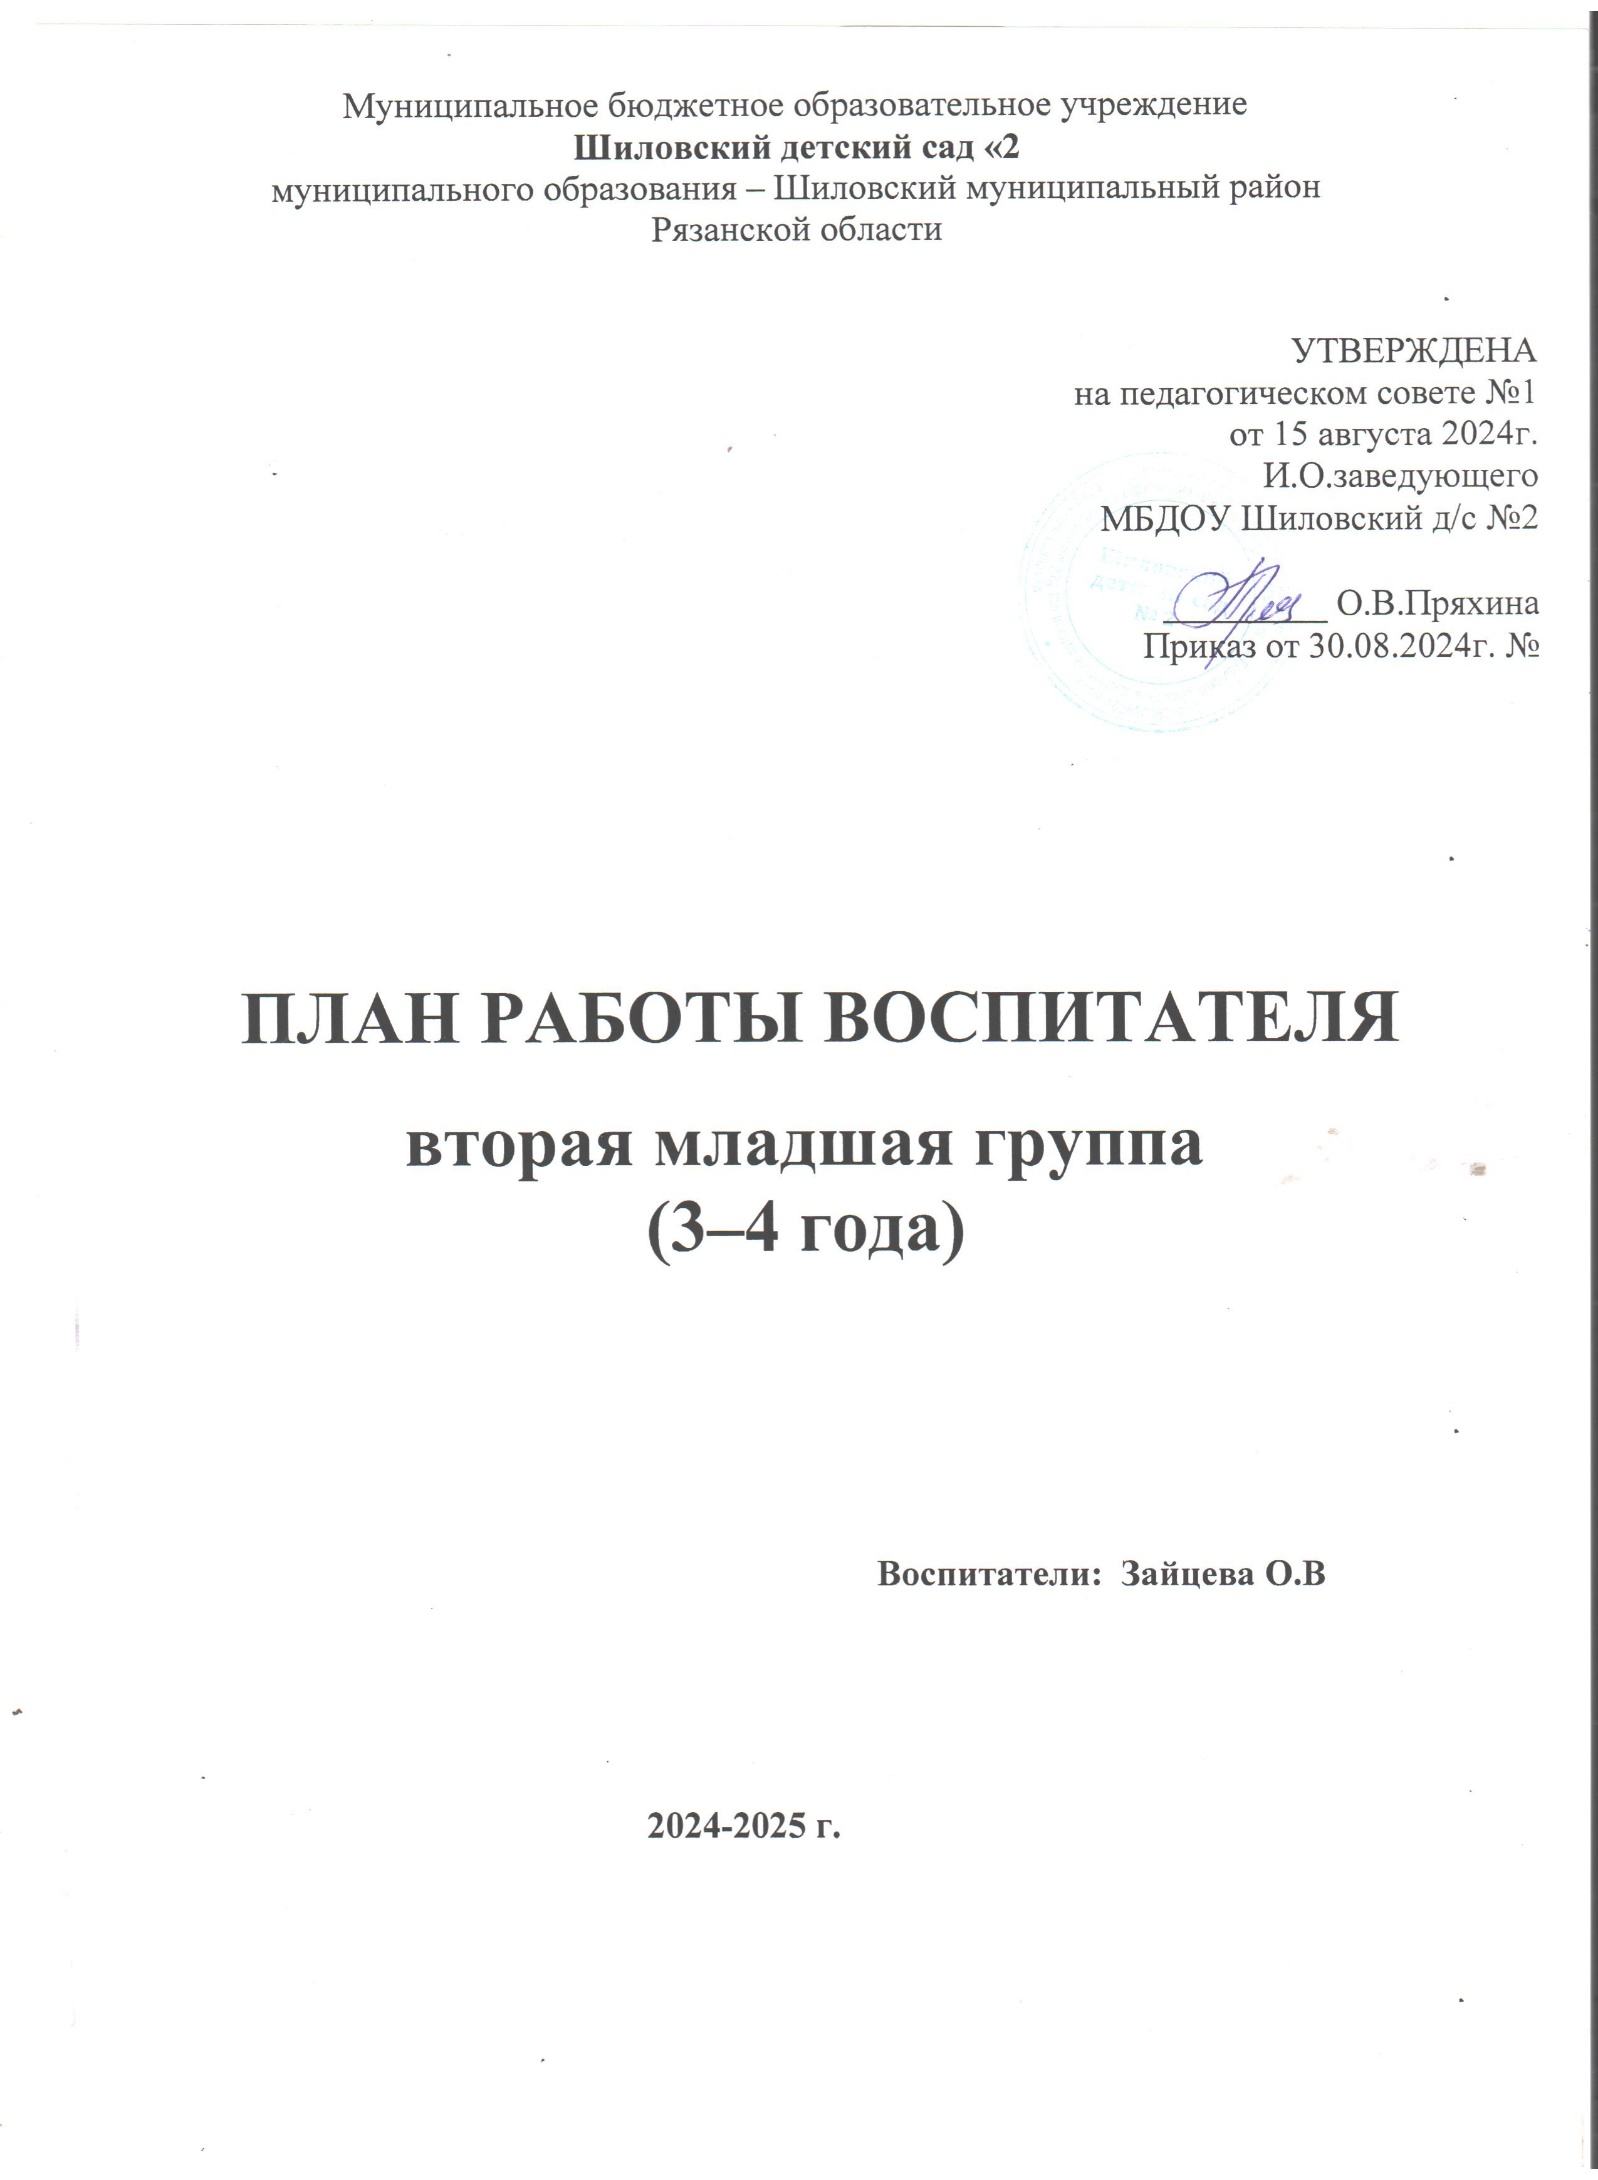 Муниципальное бюджетное образовательное учреждение
Шиловский детский сад «2
муниципального образования – Шиловский муниципальный район
Рязанской области
УТВЕРЖДЕНА
на педагогическом совете №1
от 15 августа 2024г.
И.О.заведующего
МБДОУ Шиловский д/с №2
__________ О.В.Пряхина
Приказ от 30.08.2024г. №
ПЛАН РАБОТЫ ВОСПИТАТЕЛЯ
вторая младшая группа
(3–4 года)
Воспитатели: Зайцева О.В
2024-2025 г.